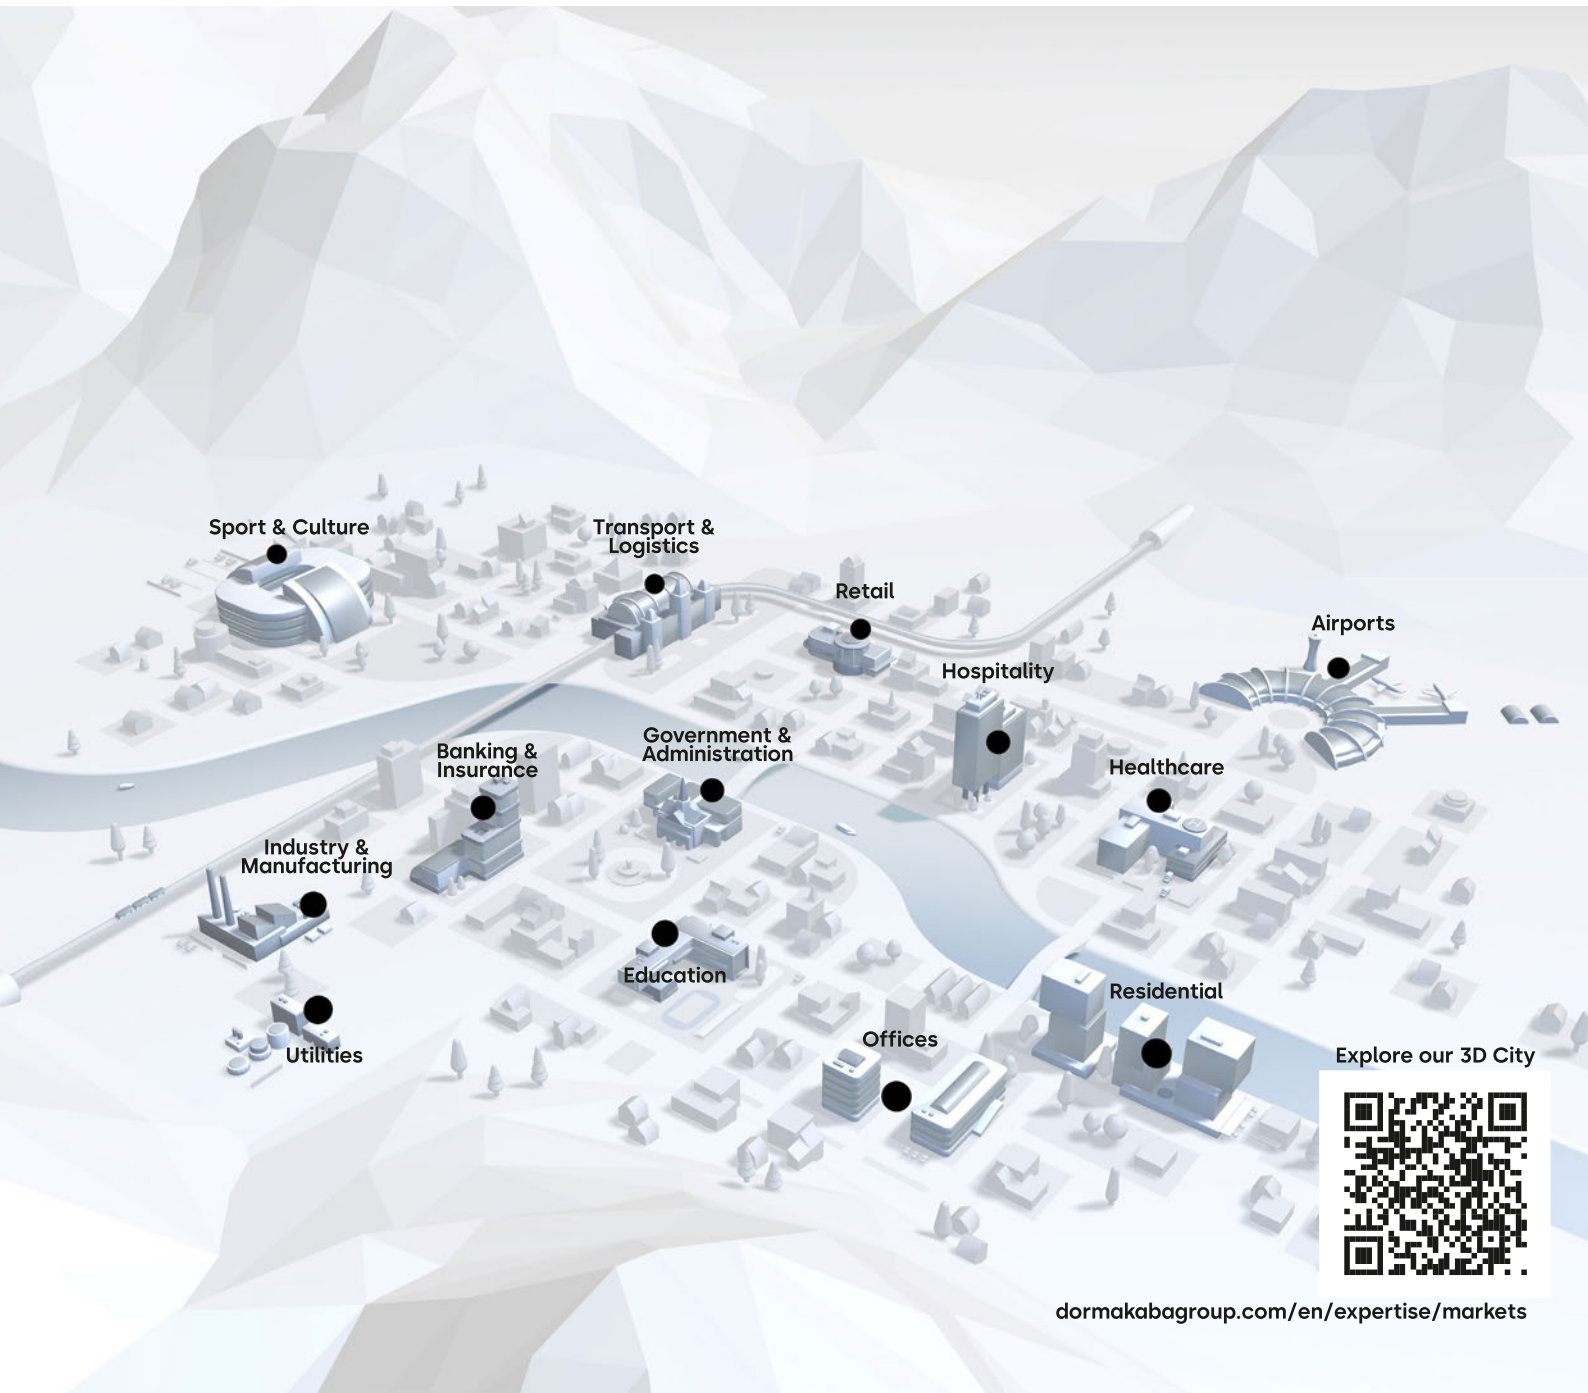 Sport & Culture
Transport &
Logistics
Retail
Airports
Hospitality
Government &
Administration
Banking &
Insurance
Healthcare
Industry &
Manufacturing
Education
Residential
Offices
Utilities
Explore our 3D City
dormakabagroup.com/en/expertise/markets